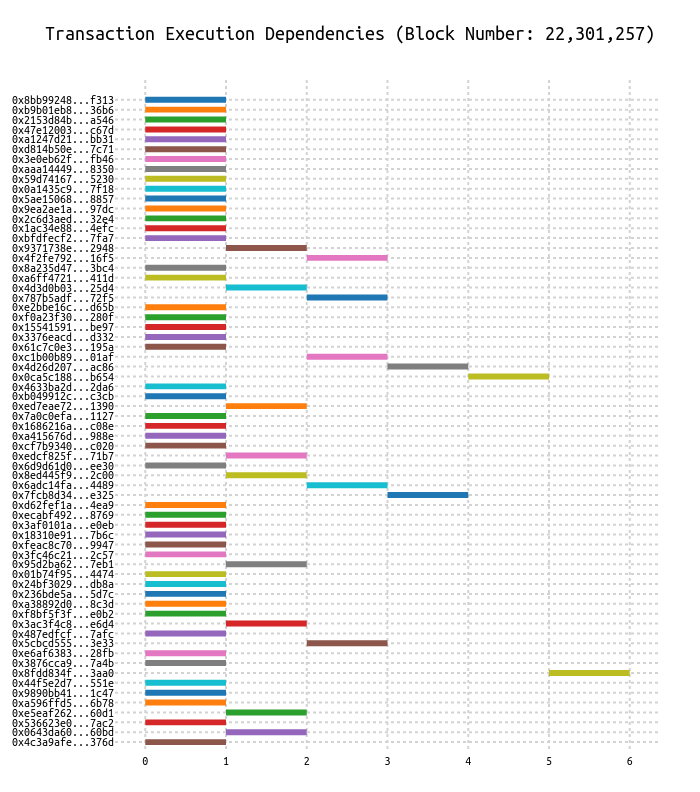 Transaction Execution Dependencies (Block Number: 22,301,257)
0x8bb99248...f313
0xb9b01eb8...36b6
0x2153d84b...a546
0x47e12003...c67d
0xa1247d21...bb31
0xd814b50e...7c71
0x3e0eb62f...fb46
0xaaa14449...8350
0x59d74167...5230
0x0a1435c9...7f18
0x5ae15068...8857
0x9ea2ae1a...97dc
0x2c6d3aed...32e4
0x1ac34e88...4efc
0xbfdfecf2...7fa7
0x9371738e...2948
0x4f2fe792...16f5
0x8a235d47...3bc4
0xa6ff4721...411d
0x4d3d0b03...25d4
0x787b5adf...72f5
0xe2bbe16c...d65b
0xf0a23f30...280f
0x15541591...be97
0x3376eacd...d332
0x61c7c0e3...195a
0xc1b00b89...01af
0x4d26d207...ac86
0x0ca5c188...b654
0x4633ba2d...2da6
0xb049912c...c3cb
0xed7eae72...1390
0x7a0c0efa...1127
0x1686216a...c08e
0xa415676d...988e
0xcf7b9340...c020
0xedcf825f...71b7
0x6d9d61d0...ee30
0x8ed445f9...2c00
0x6adc14fa...4489
0x7fcb8d34...e325
0xd62fef1a...4ea9
0xecabf492...8769
0x3af0101a...e0eb
0x18310e91...7b6c
0xfeac8c70...9947
0x3fc46c21...2c57
0x95d2ba62...7eb1
0x01b74f95...4474
0x24bf3029...db8a
0x236bde5a...5d7c
0xa38892d0...8c3d
0xf8bf5f3f...e0b2
0x3ac3f4c8...e6d4
0x487edfcf...7afc
0x5cbcd555...3e33
0xe6af6383...28fb
0x3876cca9...7a4b
0x8fdd834f...3aa0
0x44f5e2d7...551e
0x9890bb41...1c47
0xa596ffd5...6b78
0xe5eaf262...60d1
0x536623e0...7ac2
0x0643da60...60bd
0x4c3a9afe...376d
0 1 2 3 4 5 6